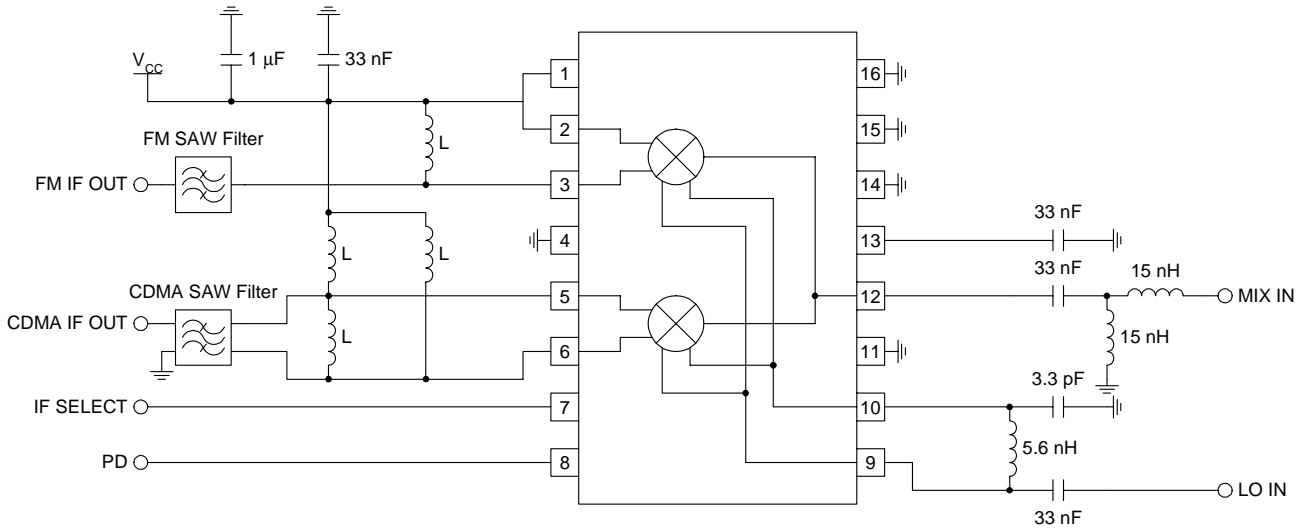 1 μF
33 nF
VCC
1
16
L
FM SAW Filter
2
15
FM IF OUT
3
14
33 nF
4
13
L
L
33 nF
15 nH
CDMA SAW Filter
5
12
MIX IN
CDMA IF OUT
L
15 nH
6
11
3.3 pF
IF SELECT
7
10
5.6 nH
PD
8
9
LO IN
33 nF